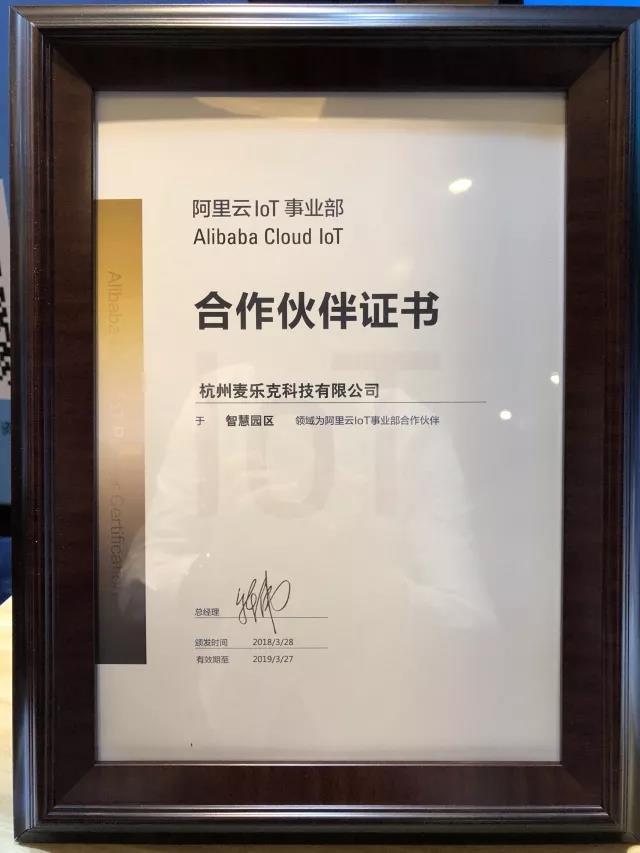 阿里云IoT 事业部
Alibaba Cloud IoT
合作伙伴证书
杭州麦乐克科技有限公司
于 智慧园区 领域为阿里云IoT事业部合作伙伴
IoT
总经理
颁发时间 2018/3/28
有效期至 2019/3/27
Alibaba
Certification